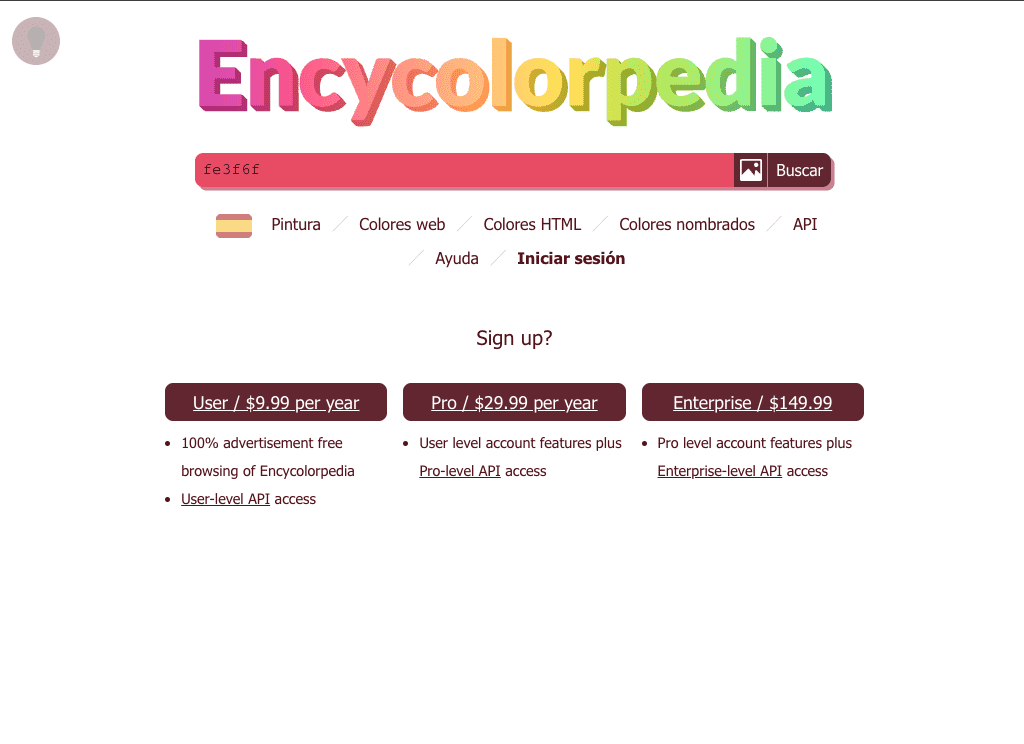 Encycolorpedia
fe3f6f
Buscar
Pintura / Colores web / Colores HTML / Colores nombrados / API
/ Ayuda / Iniciar sesión
Sign up?
User / $9.99 per year
• 100% advertisement free
browsing of Encycolorpedia
• User-level API access
Pro / $29.99 per year
• User level account features plus
Pro-level API access
Enterprise / $149.99
• Pro level account features plus
Enterprise-level API access